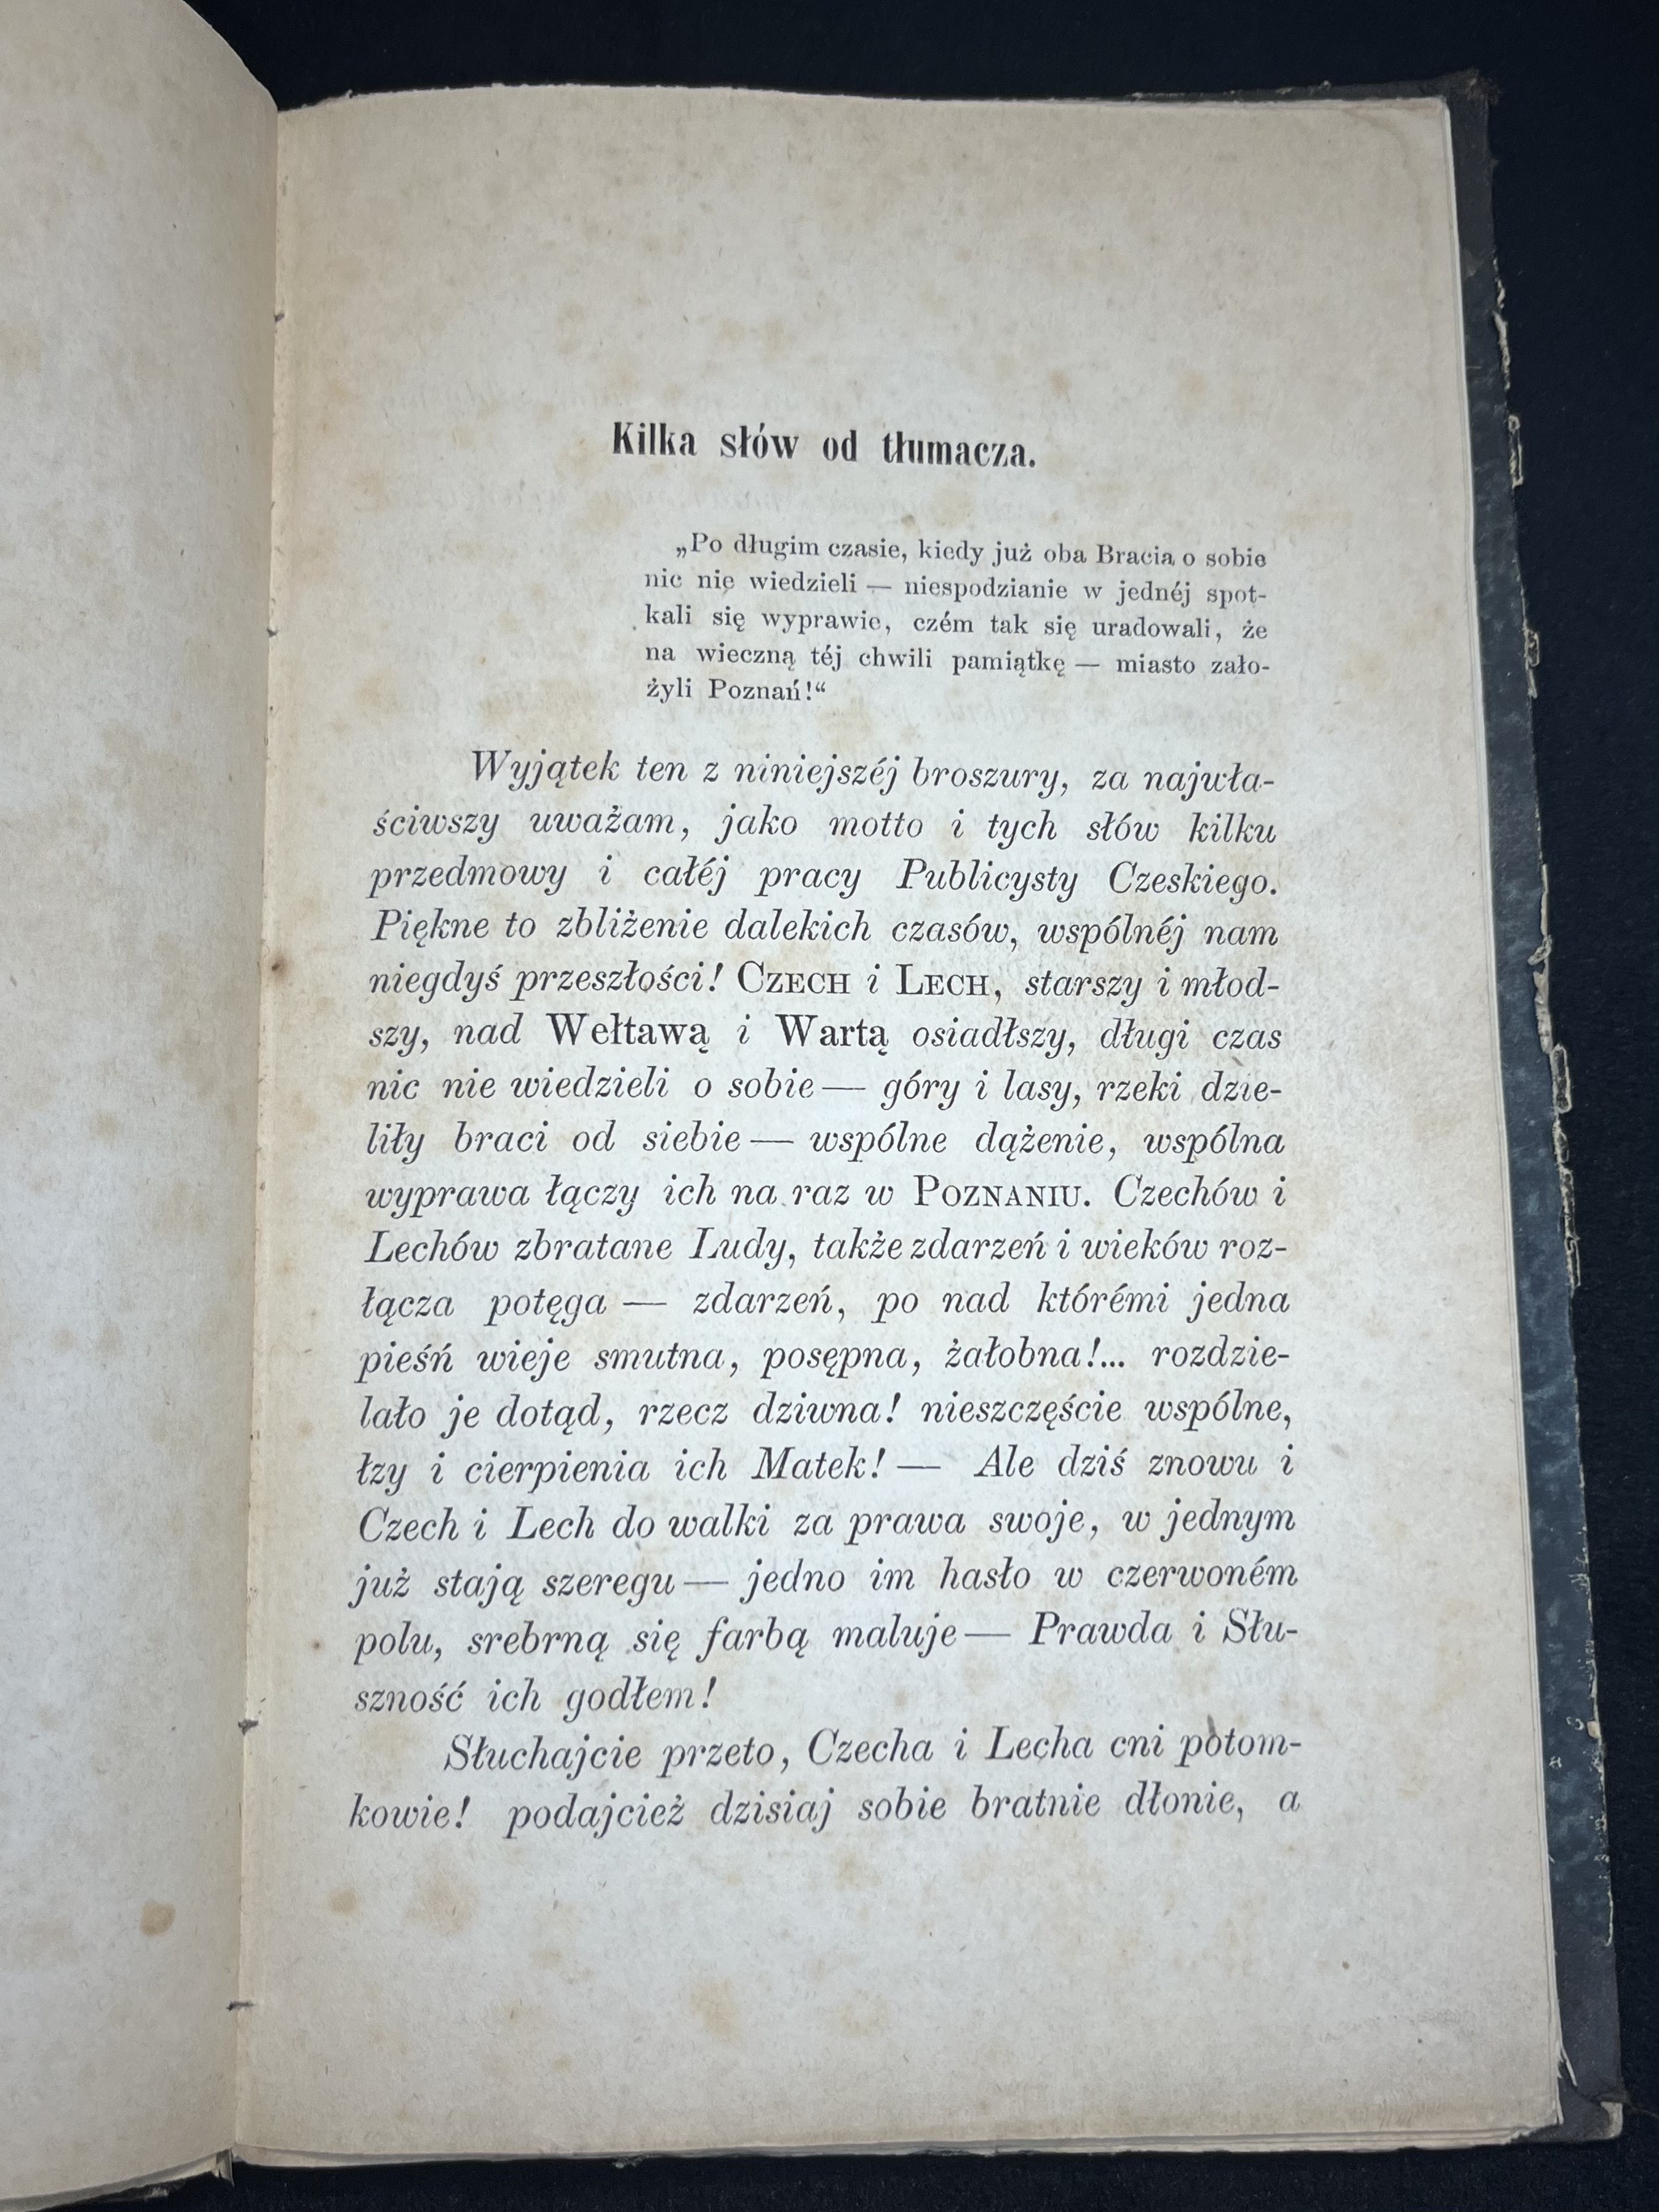 Kilka słów od tłumacza.
„Po długim czasie, kiedy już oba Bracia o sobie
nic nie wiedzieli — niespodzianie w jednéj spot-
kali się wyprawie, czém tak się uradowali, że
na wieczną téj chwili pamiątkę — miasto zało-
żyli Poznań!“
Wyjątek ten z niniejszéj broszury, za najwła-
ściwszy uważam, jako motto i tych słów kilku
przedmowy i całéj pracy Publicysty Czeskiego.
Piękne to zbliżenie dalekich czasów, wspólnéj nam
niegdyś przeszłości! CZECH i LECH, starszy i młod-
szy, nad Wełtawą i Wartą osiadłszy, długi czas
nic nie wiedzieli o sobie — góry i lasy, rzeki dzie-
liły braci od siebie — wspólne dążenie, wspólna
wyprawa łączy ich na raz w POZNANIU. Czechów i
Lechów zbratane Ludy, także zdarzeń i wieków roz-
łącza potęga — zdarzeń, po nad którémi jedna
pieśń wieje smutna, posępna, żałobna!... rozdzie-
lało je dotąd, rzecz dziwna! nieszczęście wspólne,
łzy i cierpienia ich Matek! — Ale dziś znowu i
Czech i Lech do walki za prawa swoje, w jednym
już stają szeregu — jedno im hasło w czerwoném
polu, srebrną się farbą maluje — Prawda i Słu-
szność ich godłem!
Słuchajcie przeto, Czecha i Lecha cni potom-
kowie! podajcież dzisiaj sobie bratnie dłonie, a